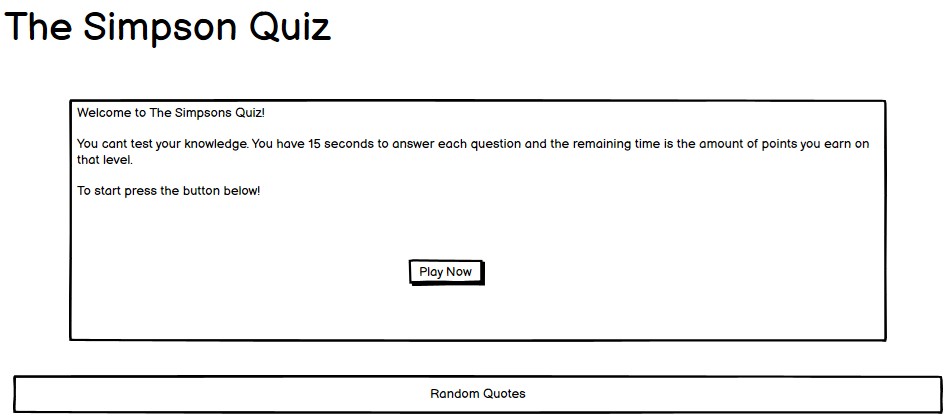 The Simpson Quiz
Welcome to The Simpsons Quiz!
You cant test your knowledge. You have 15 seconds to answer each question and the remaining time is the amount of points you earn on
that level.
To start press the button below!
Play Now
Random Quotes